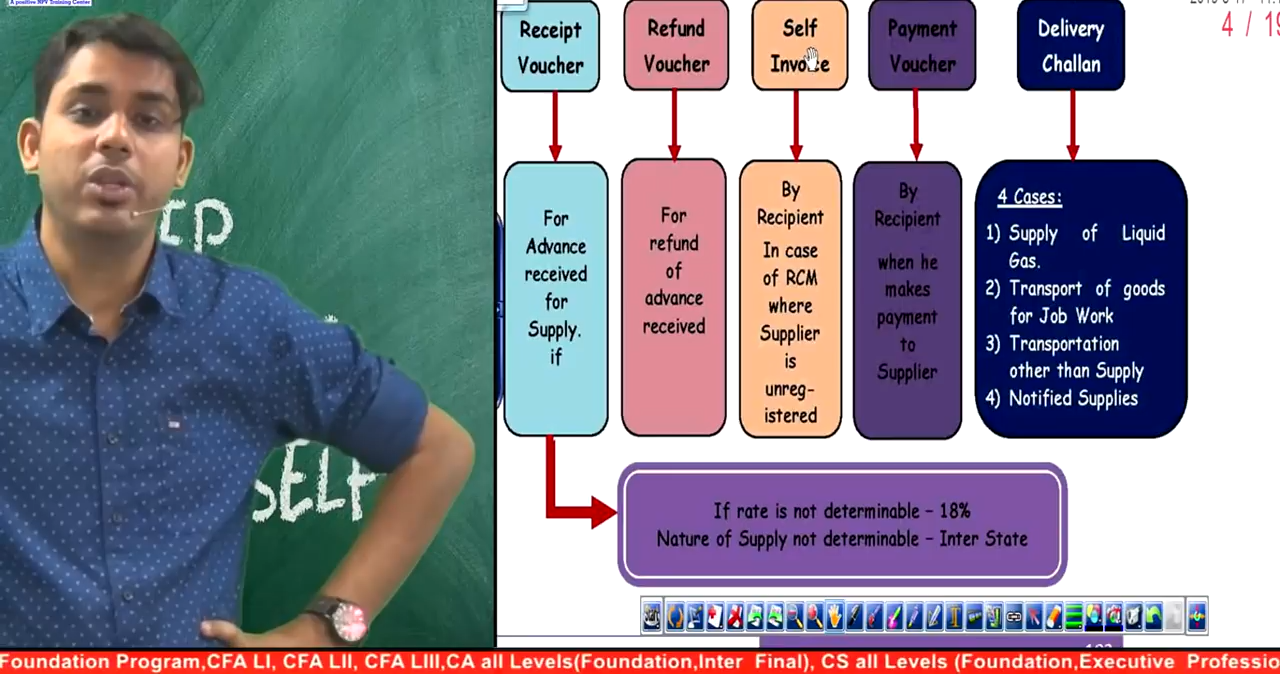 A positive NPV Training Center
4 / 19
Receipt
Voucher
Refund
Voucher
Self
Invoice
Payment
Voucher
Delivery
Challan
For
Advance
received
for
Supply.
if
For
refund
of
advance
received
By
Recipient
In case
of RCM
where
Supplier
is
unreg-
istered
By
Recipient
when he
makes
payment
to
Supplier
4 Cases:
1) Supply of Liquid
Gas.
2) Transport of goods
for Job Work
3) Transportation
other than Supply
4) Notified Supplies
If rate is not determinable – 18%
Nature of Supply not determinable – Inter State
SELF
Foundation Program,CFA LI, CFA LII, CFA LIII,CA all Levels(Foundation,Inter Final), CS all Levels (Foundation,Executive Professio